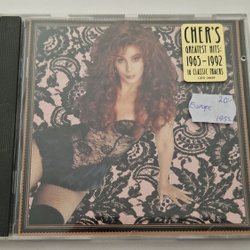 CHER'S
GREATEST HITS:
1965-1992
18 CLASSIC TRACKS
20,-
Europe
1992